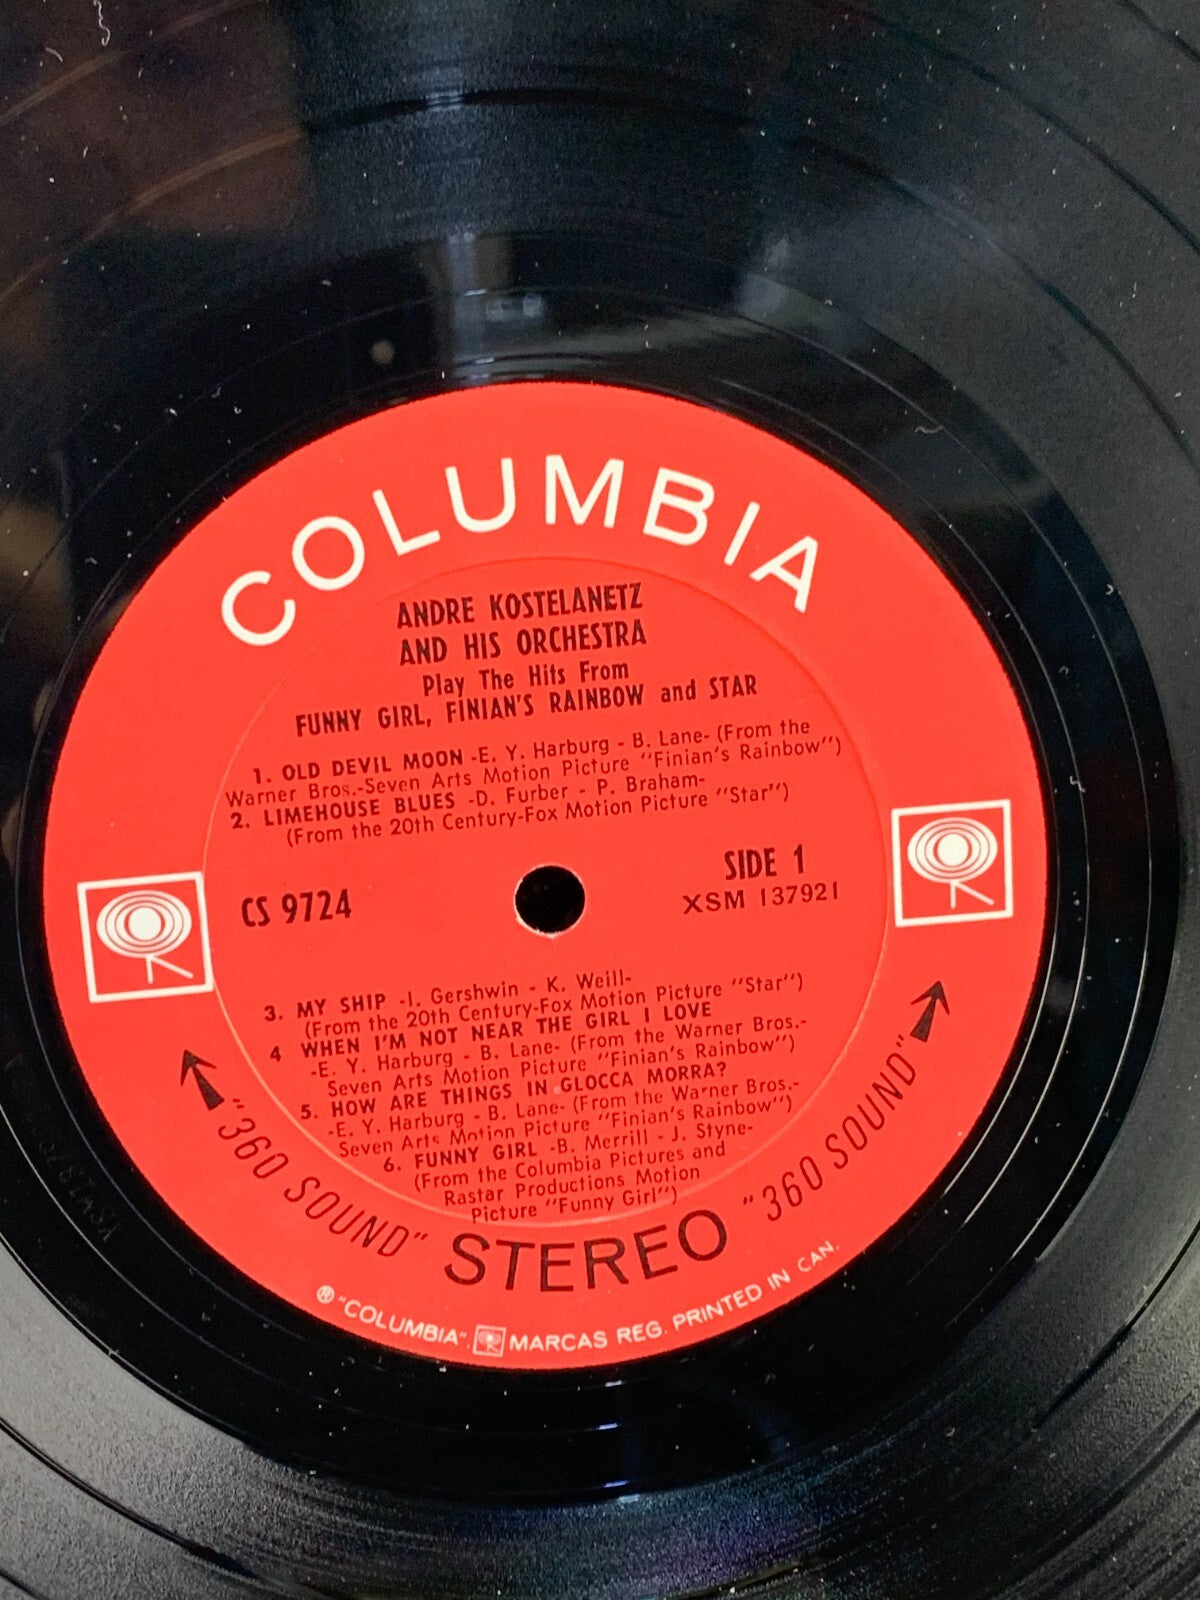 COLUMBIA
ANDRE KOSTELANETZ
AND HIS ORCHESTRA
Play The Hits From
FUNNY GIRL, FINIAN'S RAINBOW and STAR
1. OLD DEVIL MOON -E. Y. Harburg - B. Lane- (From the
Warner Bros.-Seven Arts Motion Picture "Finian's Rainbow")
2. LIMEHOUSE BLUES -D. Furber - P. Braham-
(From the 20th Century-Fox Motion Picture "Star")
CS 9724
SIDE 1
XSM 137921
3. MY SHIP -I. Gershwin - K. Weill-
(From the 20th Century-Fox Motion Picture "Star")
4 WHEN I'M NOT NEAR THE GIRL I LOVE
-E. Y. Harburg - B. Lane- (From the Warner Bros.-
Seven Arts Motion Picture "Finian's Rainbow")
5. HOW ARE THINGS IN GLOCCA MORRA?
-E. Y. Harburg - B. Lane- (From the Warner Bros.-
Seven Arts Motion Picture "Finian's Rainbow")
6. FUNNY GIRL -B. Merrill - J. Styne-
(From the Columbia Pictures and
Rastar Productions Motion
Picture "Funny Girl")
"360 SOUND" STEREO "360 SOUND"
® "COLUMBIA", MARCAS REG. PRINTED IN CAN.